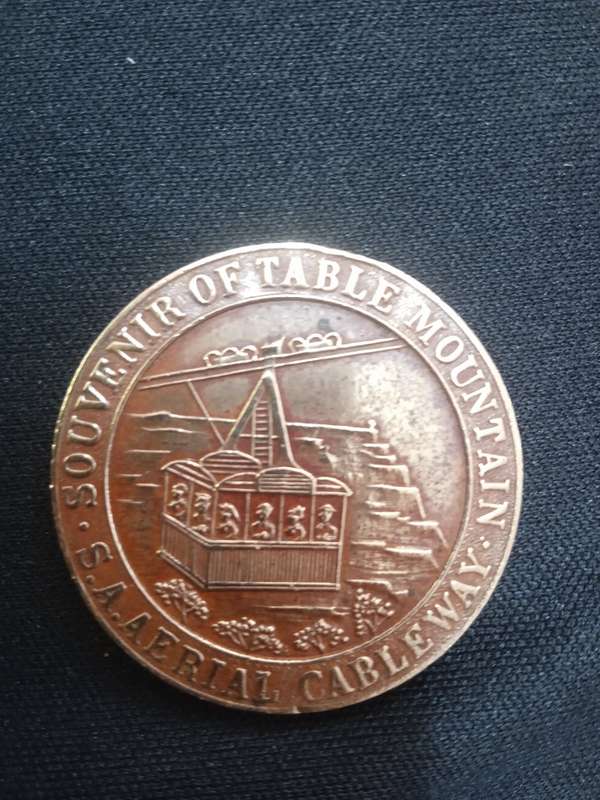 SOUVENIR OF TABLE MOUNTAIN
· S.A. AERIAL CABLEWAY ·